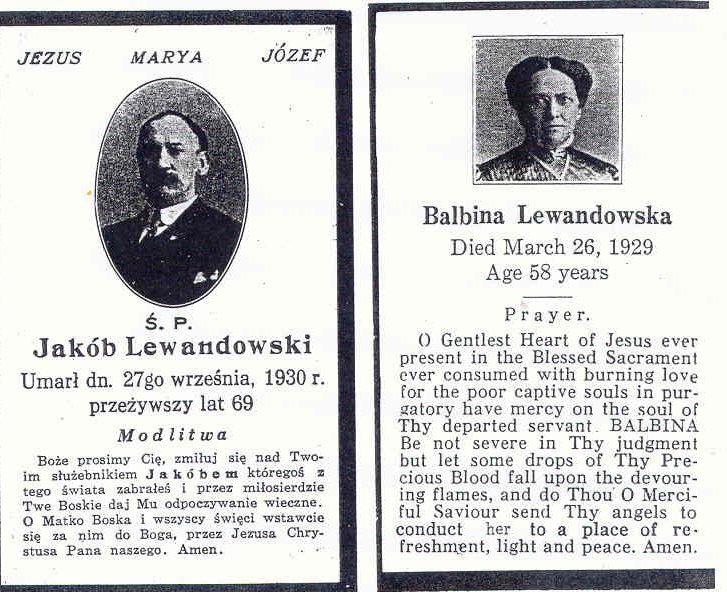 JEZUS MARYA JÓZEF
Ś. P.
Jakób Lewandowski
Umarł dn. 27go września, 1930 r.
przeżywszy lat 69
Modlitwa
Boże prosimy Cię, zmiłuj się nad Two-
im służebnikiem Jakóbem któregoś z
tego świata zabrałeś i przez miłosierdzie
Twe Boskie daj Mu odpoczywanie wieczne.
O Matko Boska i wszyscy święci wstawcie
się za nim do Boga, przez Jezusa Chry-
stusa Pana naszego. Amen.
Balbina Lewandowska
Died March 26, 1929
Age 58 years
Prayer.
O Gentlest Heart of Jesus ever
present in the Blessed Sacrament
ever consumed with burning love
for the poor captive souls in pur-
gatory have mercy on the soul of
Thy departed servant. BALBINA
Be not severe in Thy judgment
but let some drops of Thy Pre-
cious Blood fall upon the devour-
ing flames, and do Thou O Merci-
ful Saviour send Thy angels to
conduct her to a place of re-
freshment, light and peace. Amen.